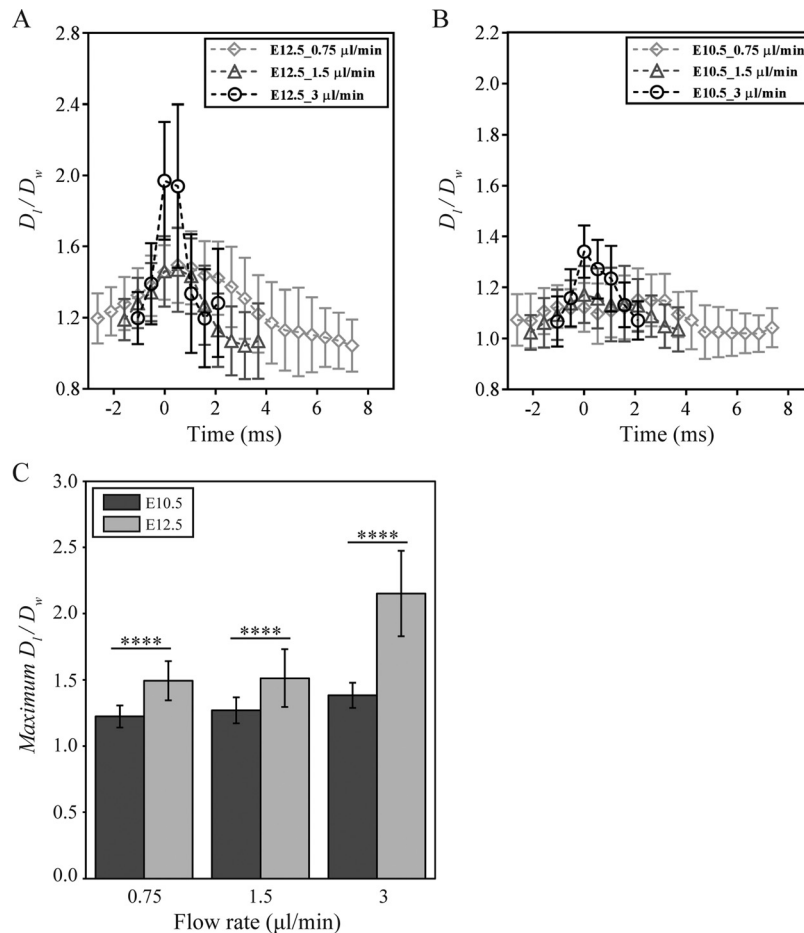 A
2.8
2.4
2.0
1.6
1.2
0.8
D_l / D_w
-2 0 2 4 6 8
Time (ms)
E12.5_0.75 µl/min
E12.5_1.5 µl/min
E12.5_3 µl/min
B
2.2
2.0
1.8
1.6
1.4
1.2
1.0
0.8
D_l / D_w
-2 0 2 4 6 8
Time (ms)
E10.5_0.75 µl/min
E10.5_1.5 µl/min
E10.5_3 µl/min
C
3.0
2.5
2.0
1.5
1.0
0.5
0.0
Maximum D_l / D_w
E10.5
E12.5
****
****
****
0.75 1.5 3
Flow rate (µl/min)